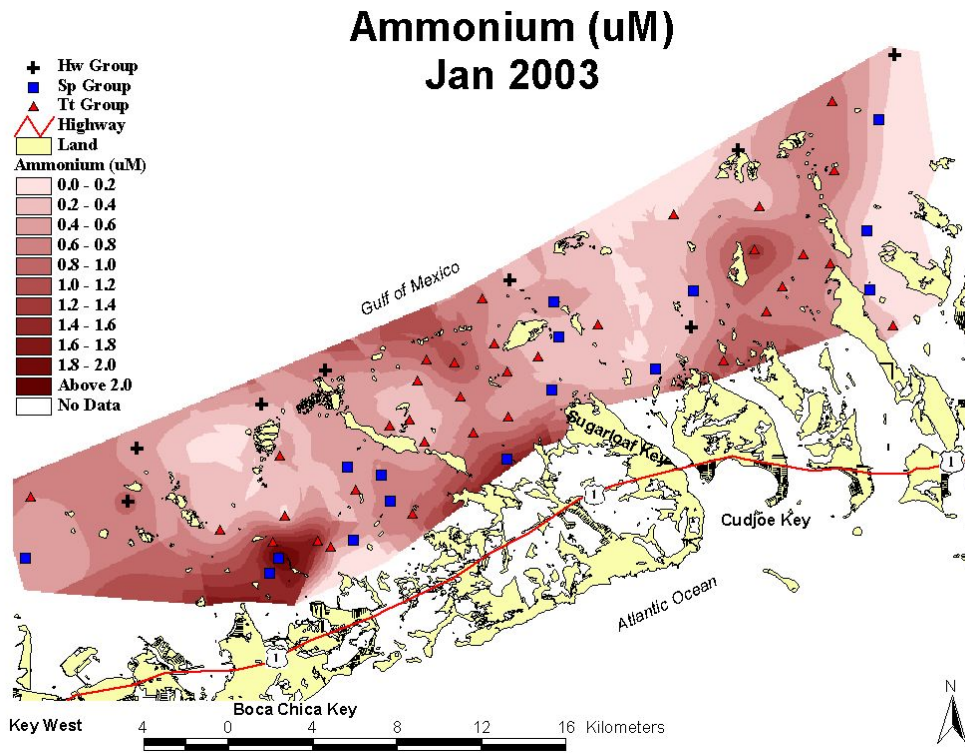 Ammonium (uM)
Jan 2003
Hw Group
Sp Group
Tt Group
Highway
Land
Ammonium (uM)
0.0 - 0.2
0.2 - 0.4
0.4 - 0.6
0.6 - 0.8
0.8 - 1.0
1.0 - 1.2
1.2 - 1.4
1.4 - 1.6
1.6 - 1.8
1.8 - 2.0
Above 2.0
No Data
Gulf of Mexico
Sugarloaf Key
1
1
Cudjoe Key
Atlantic Ocean
1
Boca Chica Key
Key West
4 0 4 8 12 16 Kilometers
N